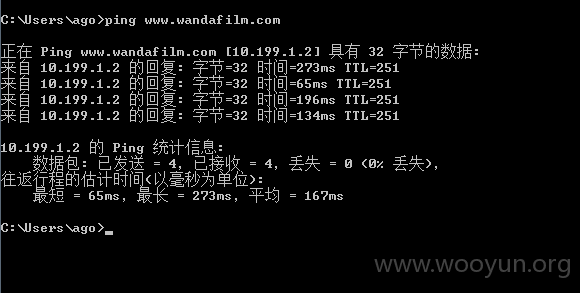 C:\Users\ago>ping www.wandafilm.com
正在 Ping www.wandafilm.com [10.199.1.2] 具有 32 字节的数据:
来自 10.199.1.2 的回复: 字节=32 时间=273ms TTL=251
来自 10.199.1.2 的回复: 字节=32 时间=65ms TTL=251
来自 10.199.1.2 的回复: 字节=32 时间=196ms TTL=251
来自 10.199.1.2 的回复: 字节=32 时间=134ms TTL=251
10.199.1.2 的 Ping 统计信息:
数据包: 已发送 = 4, 已接收 = 4, 丢失 = 0 (0% 丢失),
往返行程的估计时间(以毫秒为单位):
最短 = 65ms, 最长 = 273ms, 平均 = 167ms
C:\Users\ago>_
www.wooyun.org